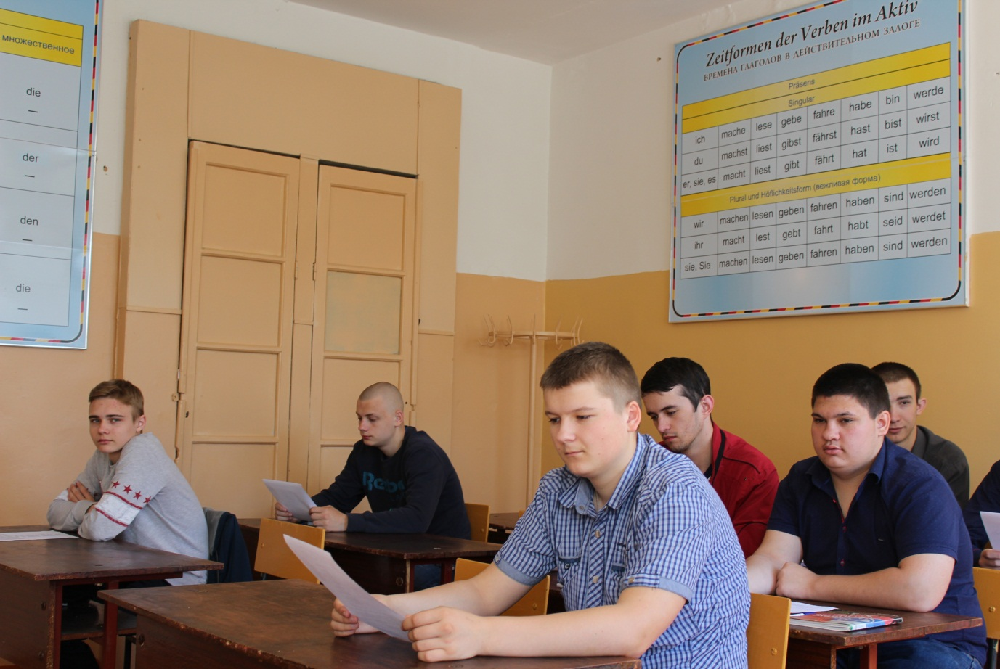 множественное
die
—
der
—
den
—
die
—
Zeitformen der Verben im Aktiv
ВРЕМЕНА ГЛАГОЛОВ В ДЕЙСТВИТЕЛЬНОМ ЗАЛОГЕ
Präsens
Singular
ich mache lese gebe fahre habe bin werde
du machst liest gibst fährst hast bist wirst
er, sie, es macht liest gibt fährt hat ist wird
Plural und Höflichkeitsform (вежливая форма)
wir machen lesen geben fahren haben sind werden
ihr macht lest gebt fahrt habt seid werdet
sie, Sie machen lesen geben fahren haben sind werden
Reebok